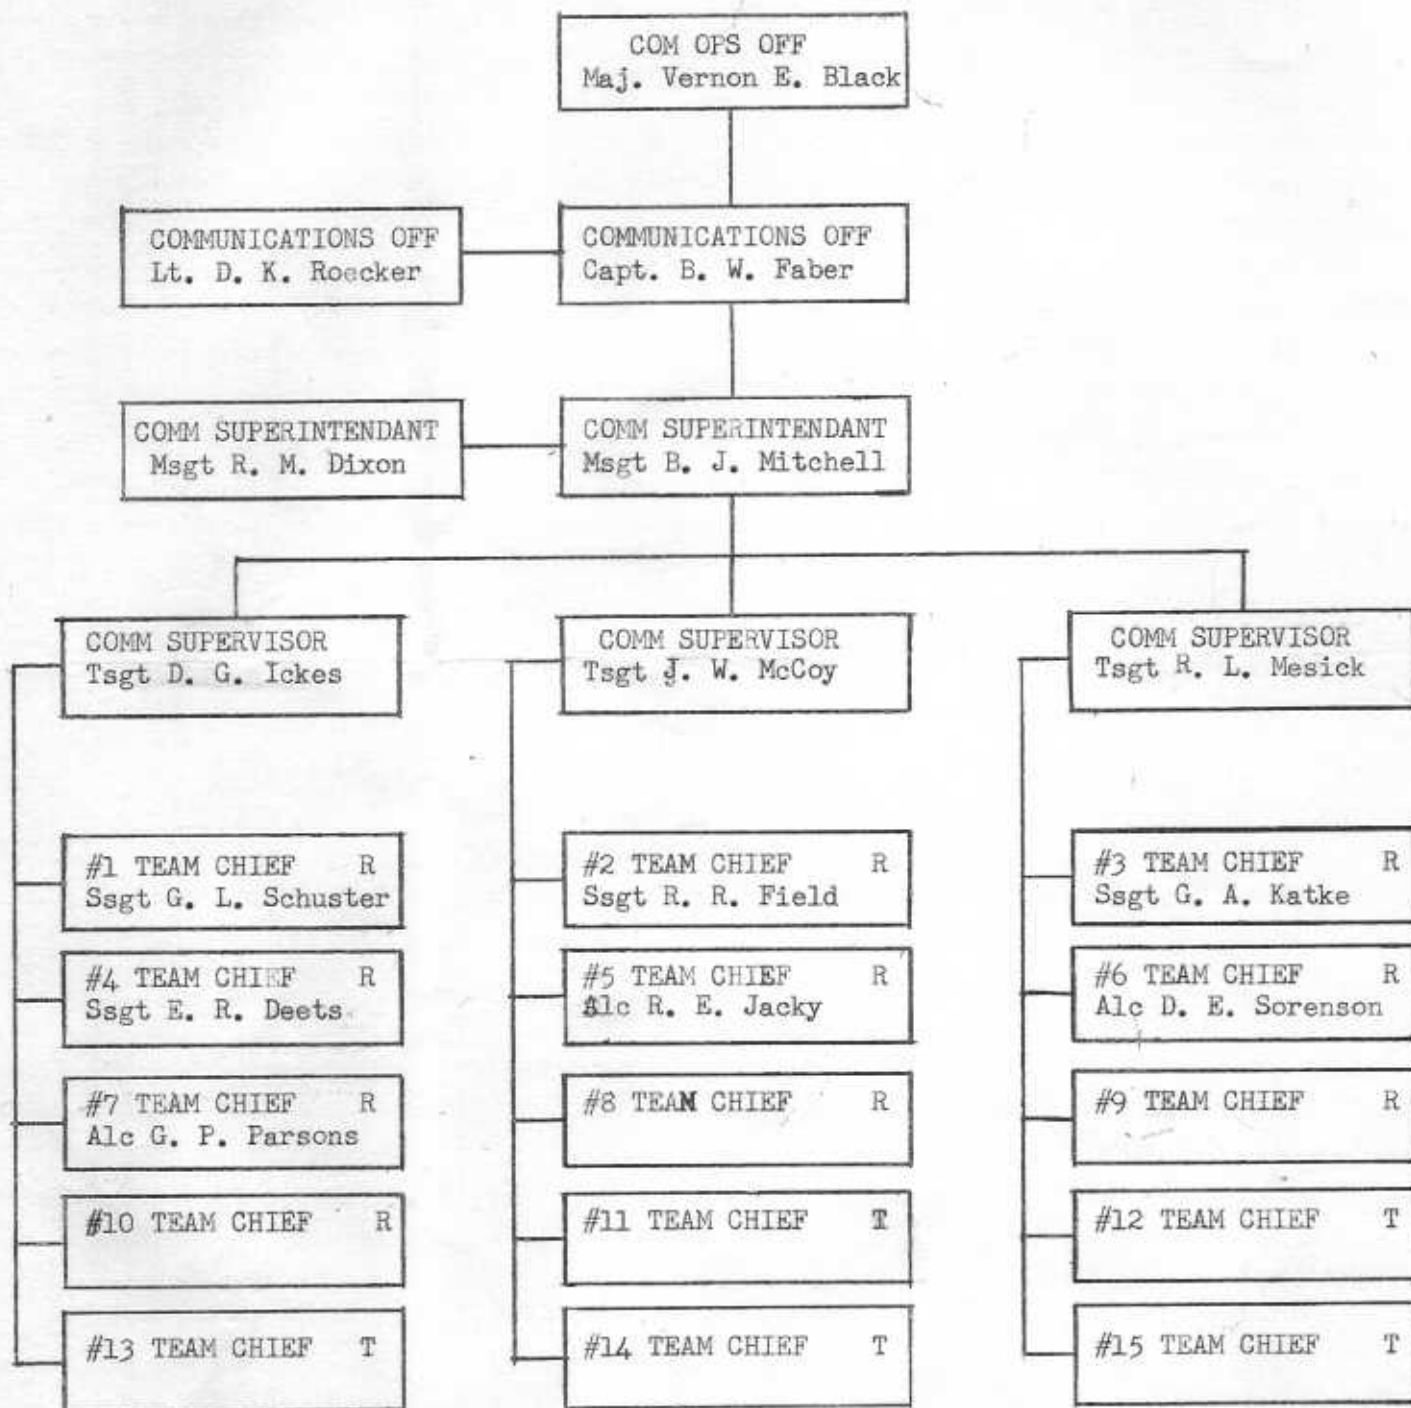 COM OPS OFF
Maj. Vernon E. Black
COMMUNICATIONS OFF
Lt. D. K. Roecker
COMMUNICATIONS OFF
Capt. B. W. Faber
COMM SUPERINTENDANT
Msgt R. M. Dixon
COMM SUPERINTENDANT
Msgt B. J. Mitchell
COMM SUPERVISOR
Tsgt D. G. Ickes
COMM SUPERVISOR
Tsgt J. W. McCoy
COMM SUPERVISOR
Tsgt R. L. Mesick
#1 TEAM CHIEF R
Ssgt G. L. Schuster
#2 TEAM CHIEF R
Ssgt R. R. Field
#3 TEAM CHIEF R
Ssgt G. A. Katke
#4 TEAM CHIEF R
Ssgt E. R. Deets
#5 TEAM CHIEF R
Alc R. E. Jacky
#6 TEAM CHIEF R
Alc D. E. Sorenson
#7 TEAM CHIEF R
Alc G. P. Parsons
#8 TEAM CHIEF R
#9 TEAM CHIEF R
#10 TEAM CHIEF R
#11 TEAM CHIEF T
#12 TEAM CHIEF T
#13 TEAM CHIEF T
#14 TEAM CHIEF T
#15 TEAM CHIEF T